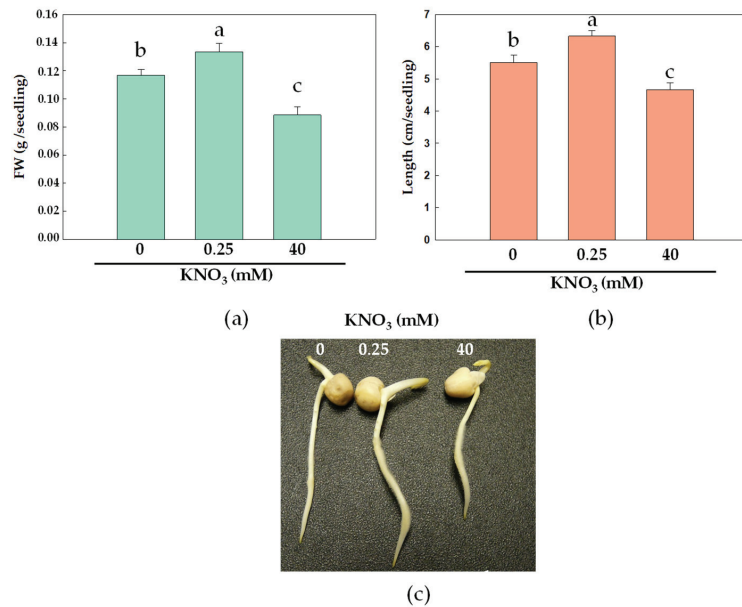 0.16
0.14
0.12
0.10
0.08
0.06
0.04
0.02
0.00
FW (g /seedling)
b
a
c
0
0.25
40
KNO₃ (mM)
(a)
7
6
5
4
3
2
1
0
Length (cm/seedling)
b
a
c
0
0.25
40
KNO₃ (mM)
(b)
KNO₃ (mM)
0
0.25
40
(c)